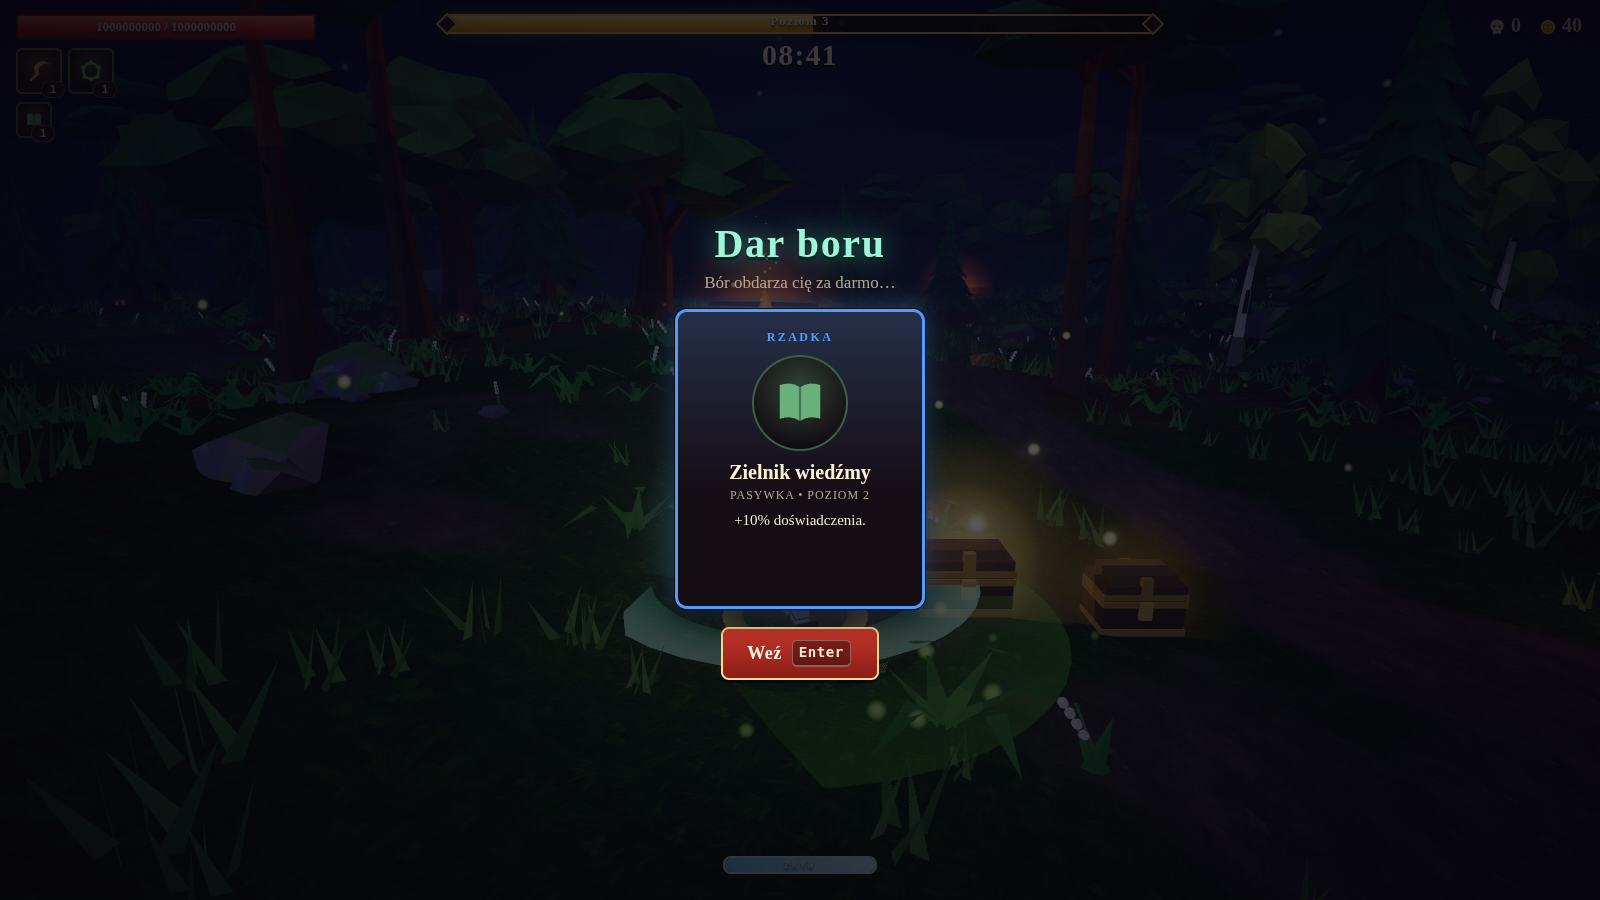 1000000000 / 1000000000
Poziom 3
08:41
0
40
1
1
1
Dar boru
Bór obdarza cię za darmo…
RZADKA
Zielnik wiedźmy
PASYWKA • POZIOM 2
+10% doświadczenia.
Weź Enter